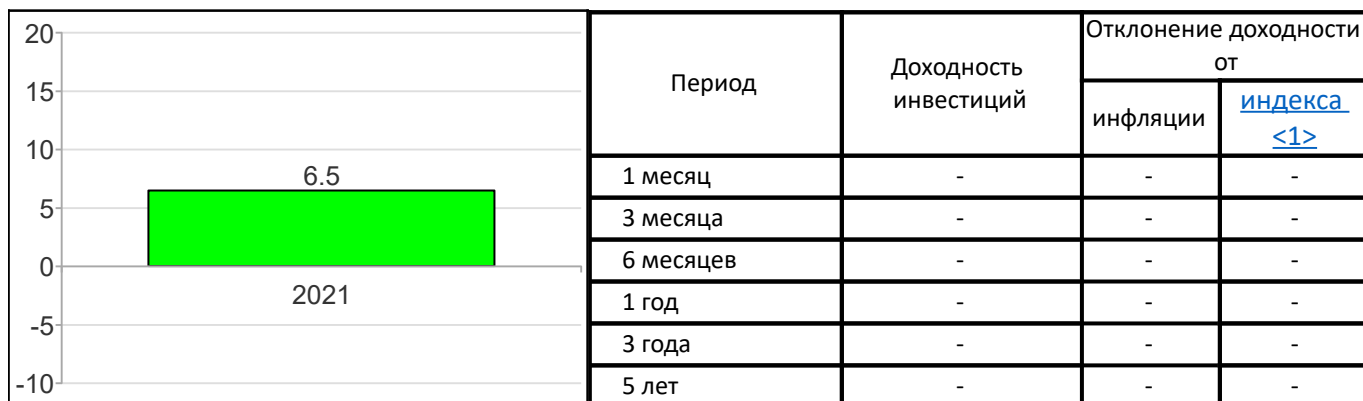 20
15
10
5
0
-5
-10
6.5
2021
Период
Доходность
инвестиций
Отклонение доходности
от
инфляции
индекса
<1>
1 месяц - - -
3 месяца - - -
6 месяцев - - -
1 год - - -
3 года - - -
5 лет - - -